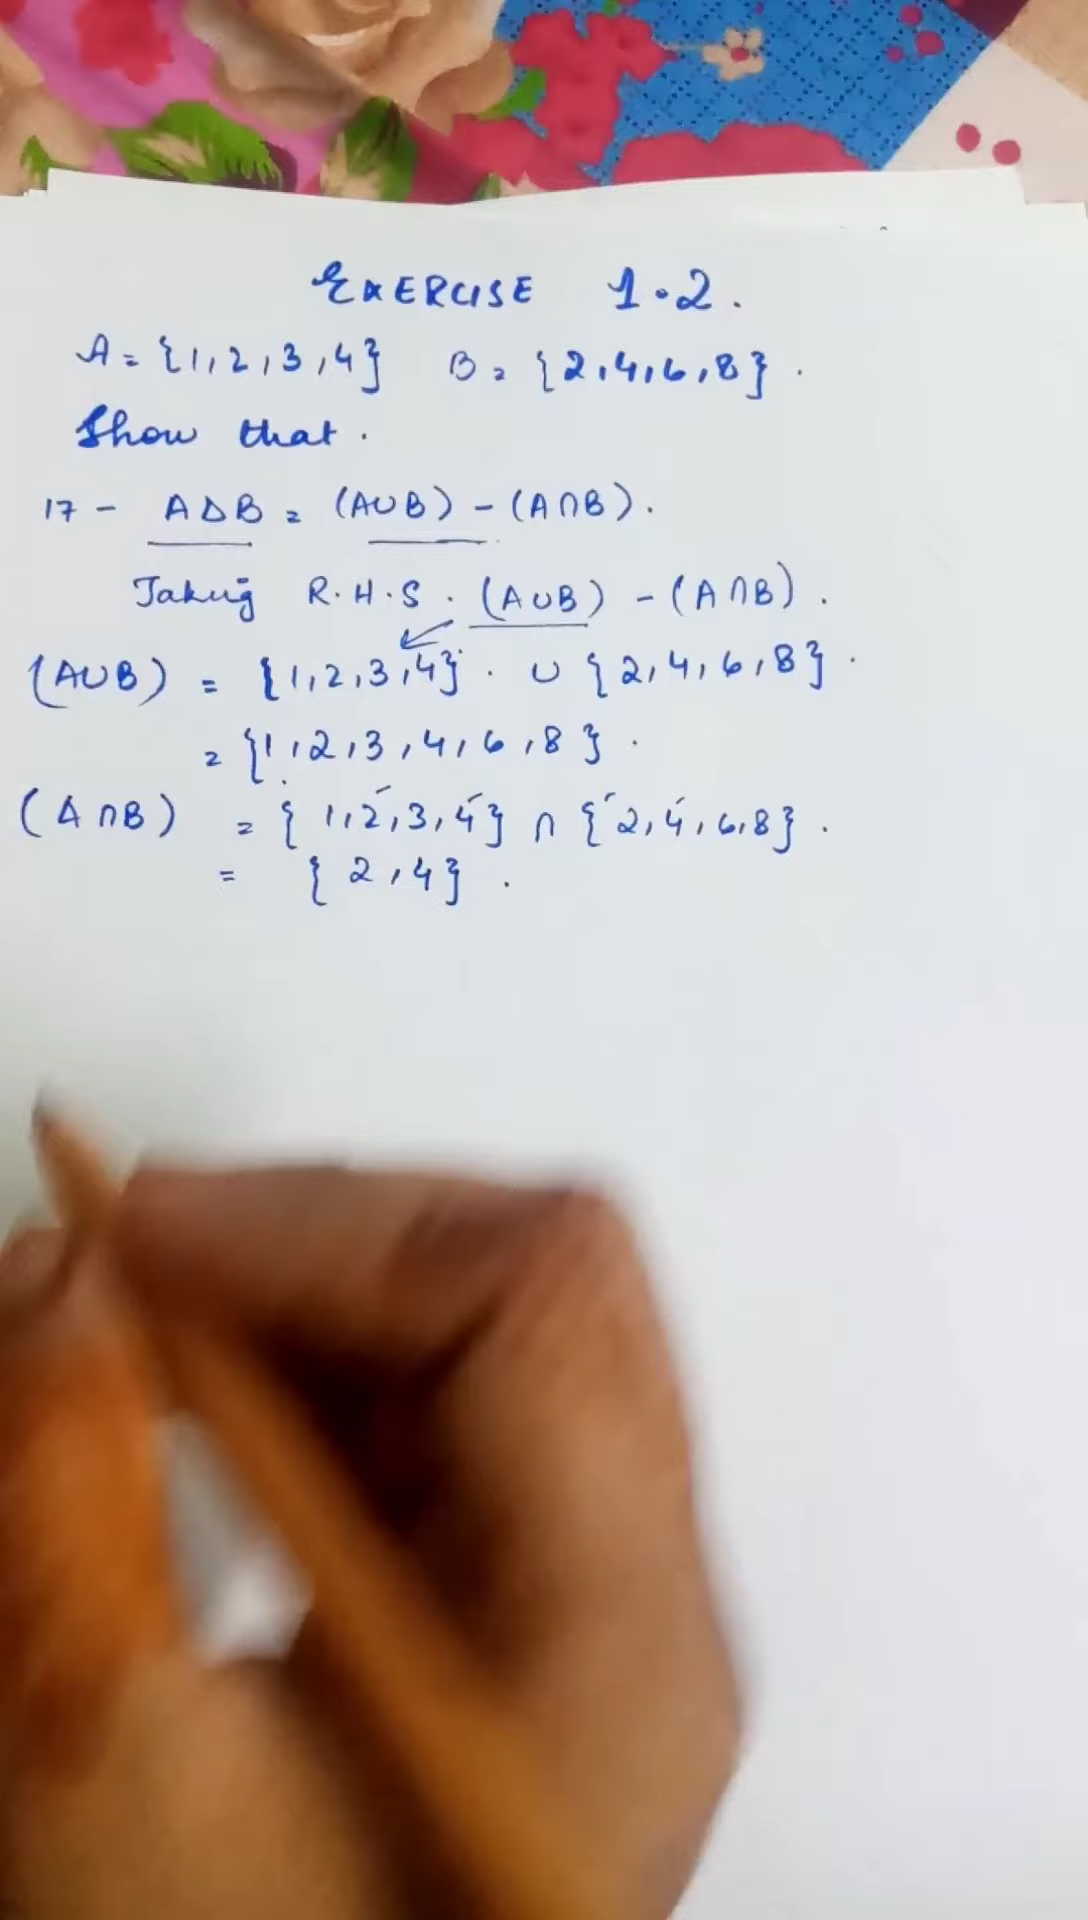 EXERCISE 1.2.
A = {1,2,3,4} B = {2,4,6,8}.
Show that.
17 - A Δ B = (A∪B) - (A∩B).
Taking R.H.S. (A∪B) - (A∩B).
(A∪B) = {1,2,3,4}. ∪ {2,4,6,8}.
= {1,2,3,4,6,8}.
(A∩B) = {1,2,3,4} ∩ {2,4,6,8}.
= {2,4}.